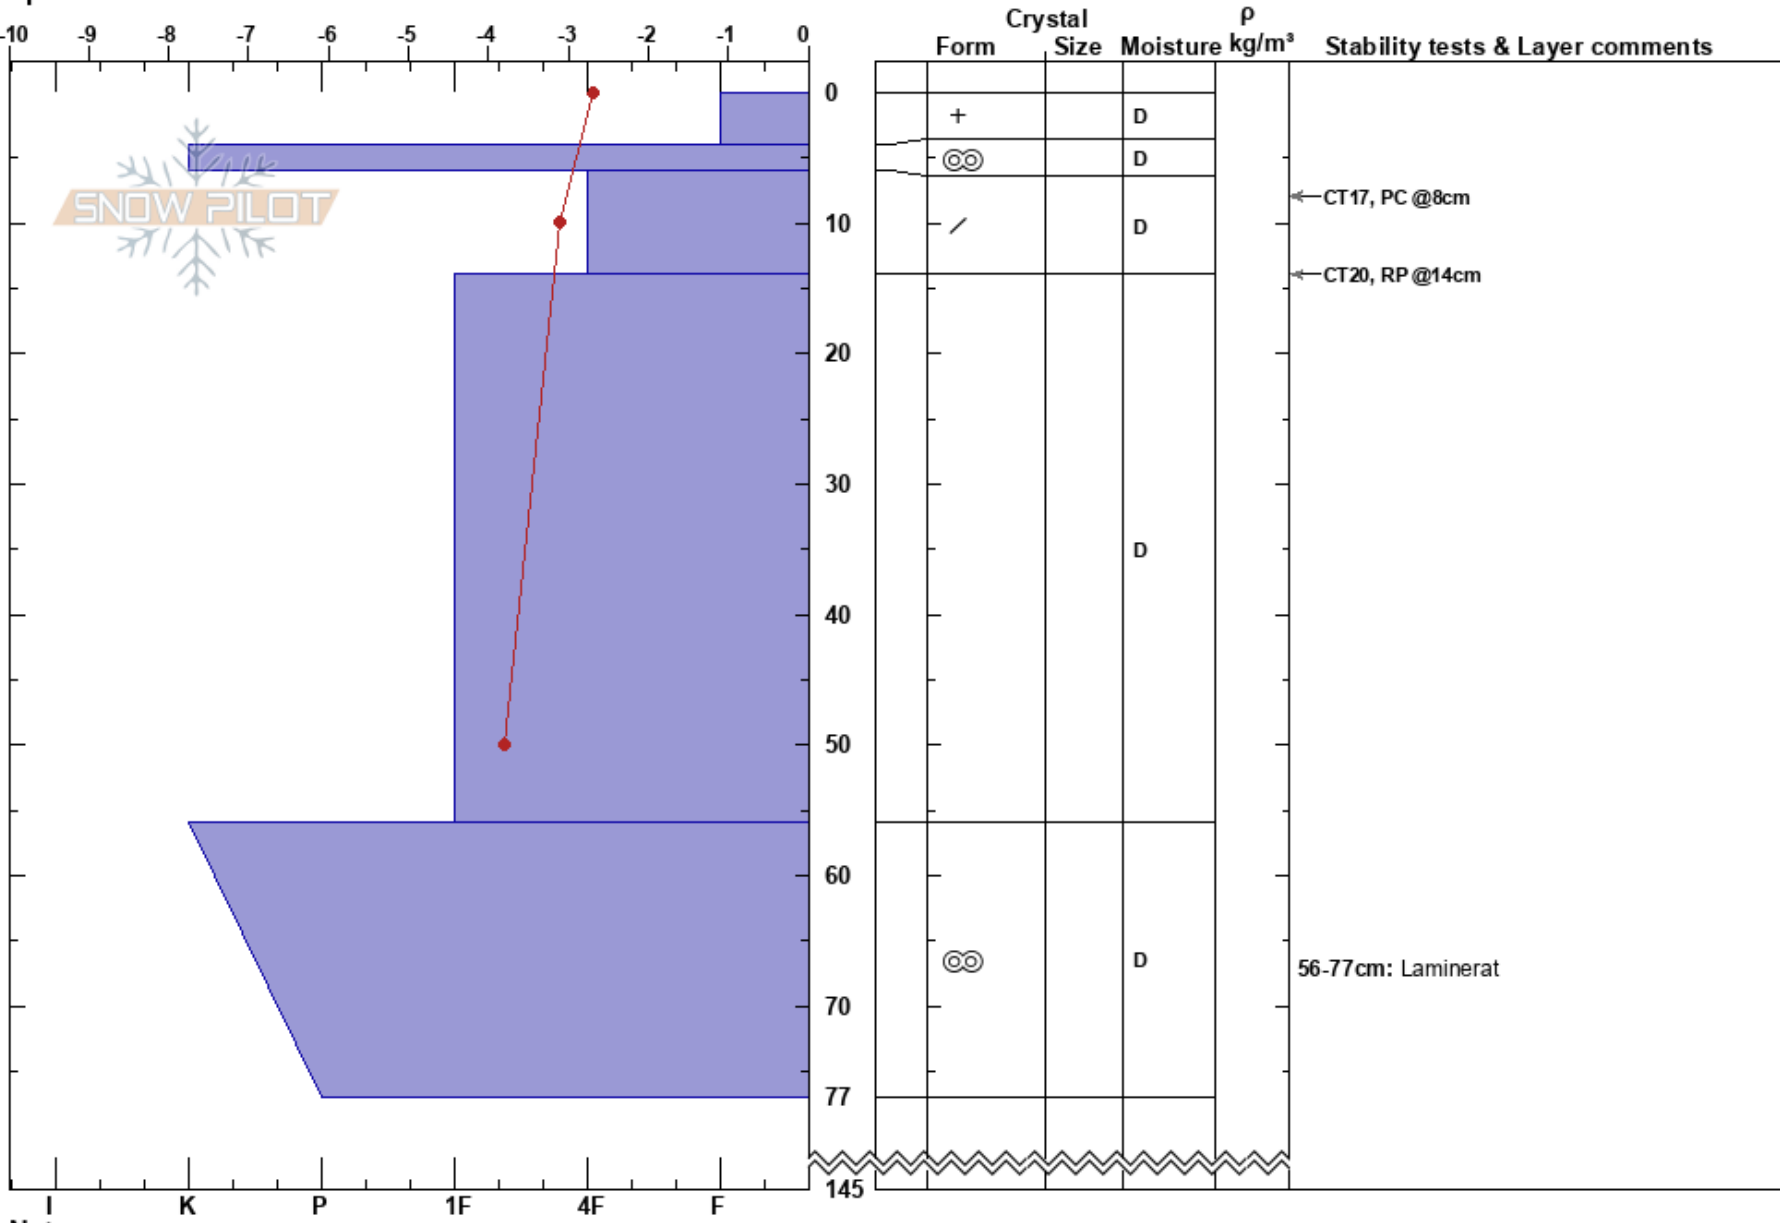 Crystal ρ
-10 -9 -8 -7 -6 -5 -4 -3 -2 -1 0 Form Size Moisture kg/m³ Stability tests & Layer comments
0
+ D
D
SNOW PILOT
CT17, PC @8cm
10 D
CT20, RP @14cm
20
30
D
40
50
60
D 56-77cm: Laminerat
70
77
145
I K P 1F 4F F